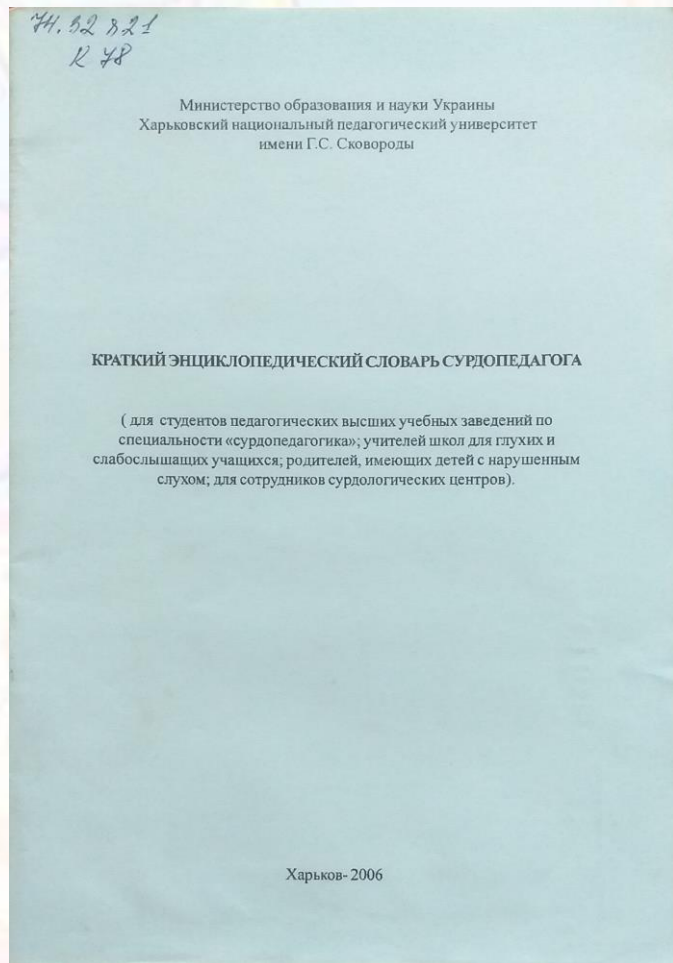 74.32 я21
К 78
Министерство образования и науки Украины
Харьковский национальный педагогический университет
имени Г.С. Сковороды
КРАТКИЙ ЭНЦИКЛОПЕДИЧЕСКИЙ СЛОВАРЬ СУРДОПЕДАГОГА
( для студентов педагогических высших учебных заведений по
специальности «сурдопедагогика»; учителей школ для глухих и
слабослышащих учащихся; родителей, имеющих детей с нарушенным
слухом; для сотрудников сурдологических центров).
Харьков- 2006